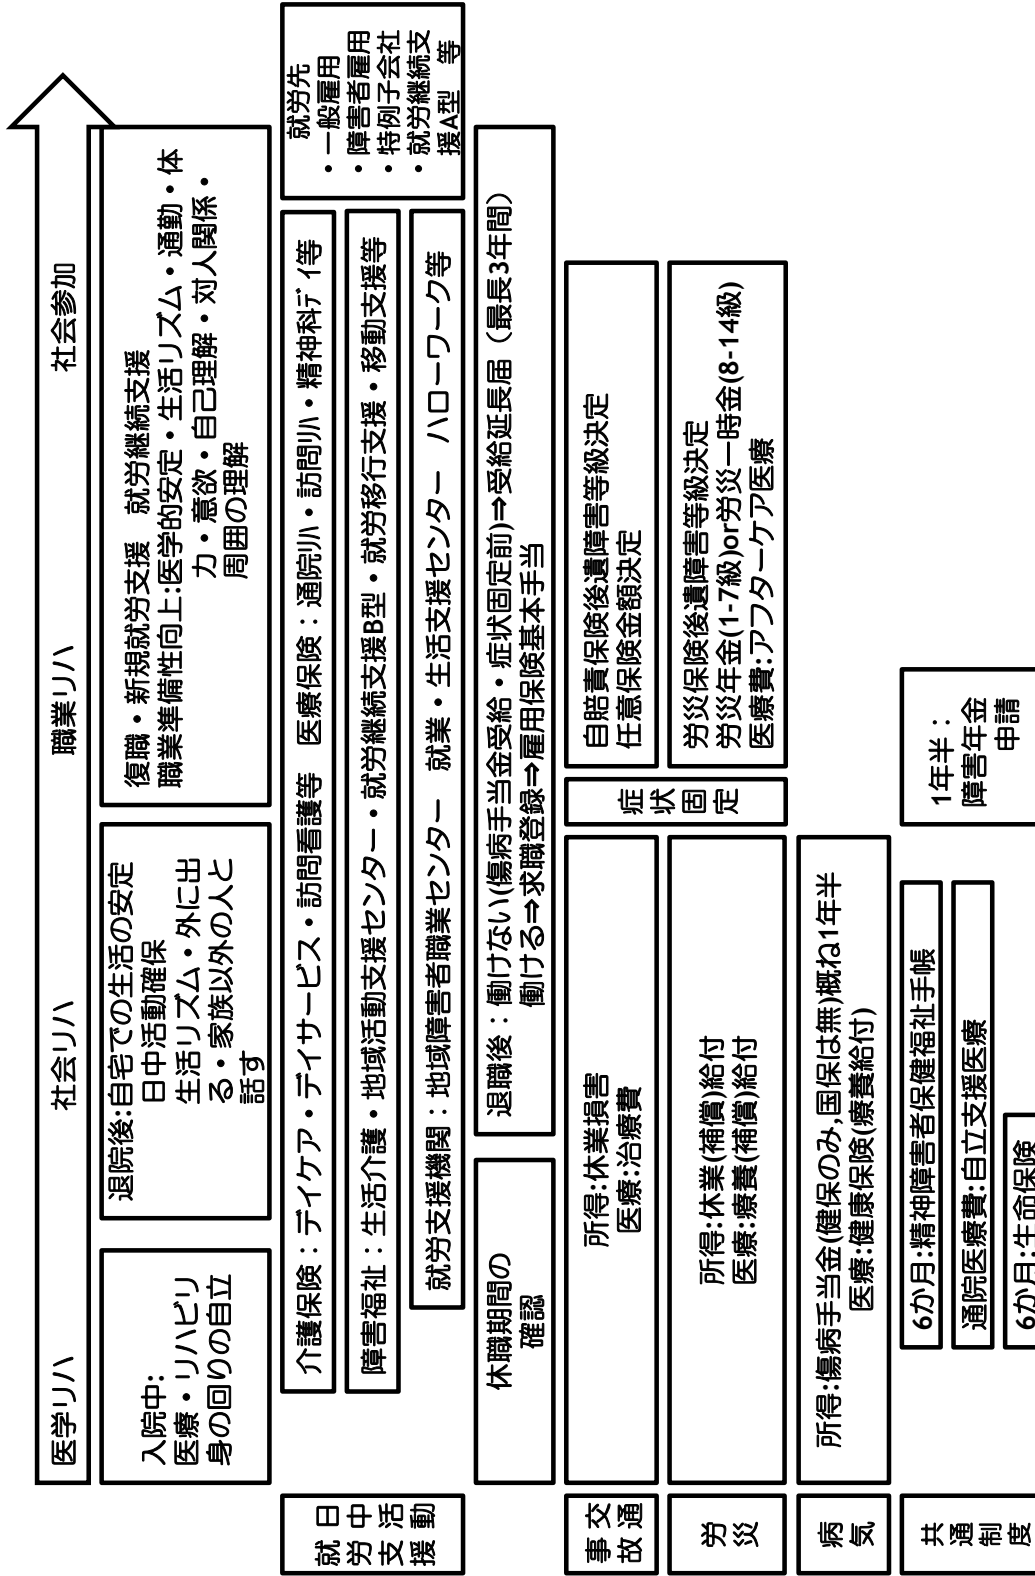 医学リハ
社会リハ
職業リハ
社会参加
入院中:
医療・リハビリ
身の回りの自立
退院後:自宅での生活の安定
日中活動確保
生活リズム・外に出
る・家族以外の人と
話す
復職・新規就労支援　就労継続支援
職業準備性向上:医学的安定・生活リズム・通勤・体
力・意欲・自己理解・対人関係・
周囲の理解
日中活動
就労支援
介護保険：デイケア・デイサービス・訪問看護等　医療保険：通院ﾘﾊ・訪問ﾘﾊ・精神科ﾃﾞｲ等
障害福祉：生活介護・地域活動支援センター・就労継続支援B型・就労移行支援・移動支援等
就労支援機関：地域障害者職業センター　就業・生活支援センター　ハローワーク等
就労先
・一般雇用
・障害者雇用
・特例子会社
・就労継続支
援A型　等
休職期間の
確認
退職後：働けない(傷病手当金受給・症状固定前)⇒受給延長届（最長3年間）
働ける⇒求職登録⇒雇用保険基本手当
交通
事故
所得:休業損害
医療:治療費
症状
固定
自賠責保険後遺障害等級決定
任意保険金額決定
労災
所得:休業(補償)給付
医療:療養(補償)給付
労災保険後遺障害等級決定
労災年金(1-7級)or労災一時金(8-14級)
医療費:アフターケア医療
病気
所得:傷病手当金(健保のみ,国保は無)概ね1年半
医療:健康保険(療養給付)
共通
制度
6か月:精神障害者保健福祉手帳
通院医療費:自立支援医療
6か月:生命保険
1年半：
障害年金
申請